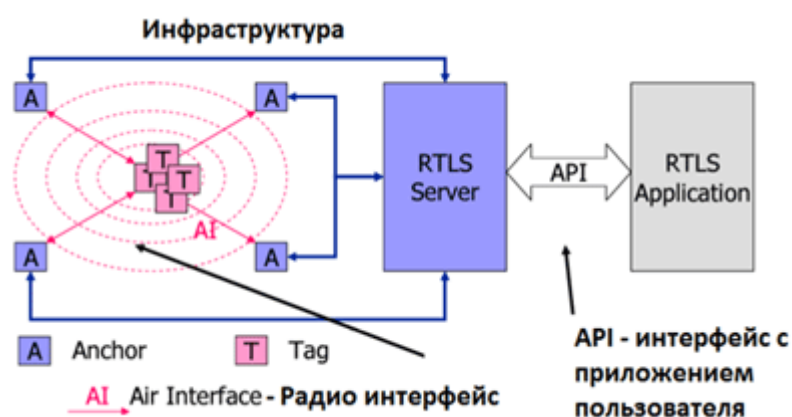 Инфраструктура
A
A
T
T
T
T
AI
A
A
RTLS
Server
API
RTLS
Application
A Anchor
T Tag
AI Air Interface - Радио интерфейс
API - интерфейс с
приложением
пользователя